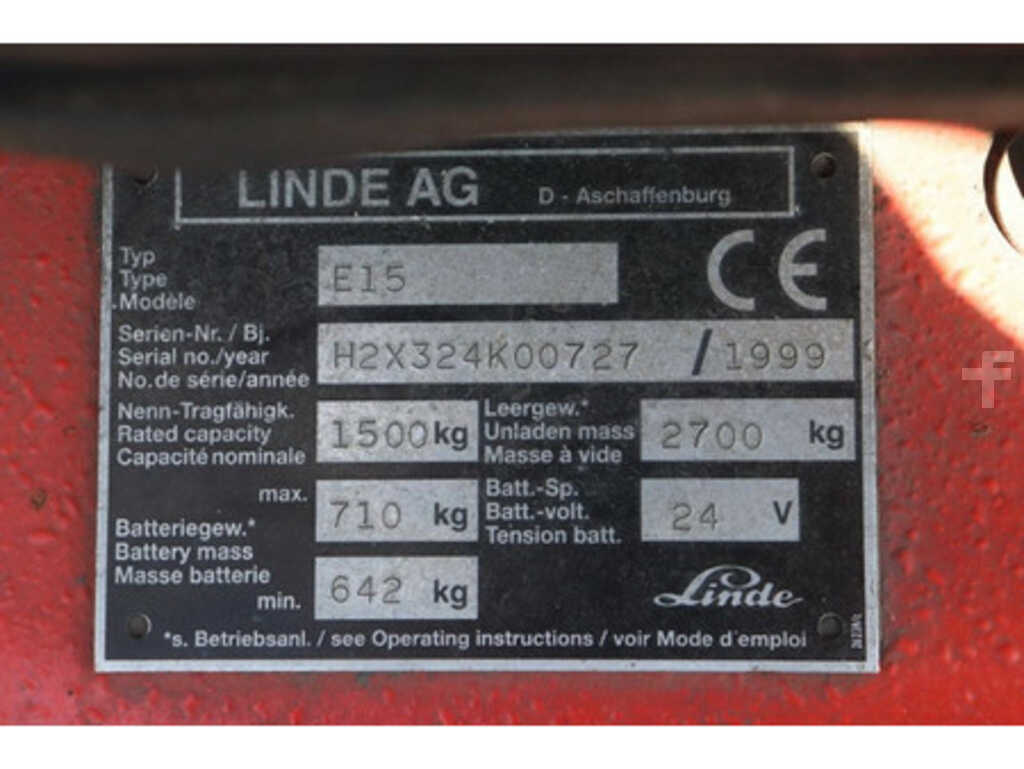 LINDE AG D - Aschaffenburg
CE
Typ
Type
Modèle
E15
Serien-Nr. / Bj.
Serial no./year
No.de série/année
H2X324K00727 / 1999
Nenn-Tragfähigk.
Rated capacity
Capacité nominale
1500 kg
Leergew.*
Unladen mass
Masse à vide
2700 kg
Batteriegew.*
Battery mass
Masse batterie
max.
710 kg
min.
642 kg
Batt.-Sp.
Batt.-volt.
Tension batt.
24 V
Linde
*s. Betriebsanl. / see Operating instructions / voir Mode d'emploi